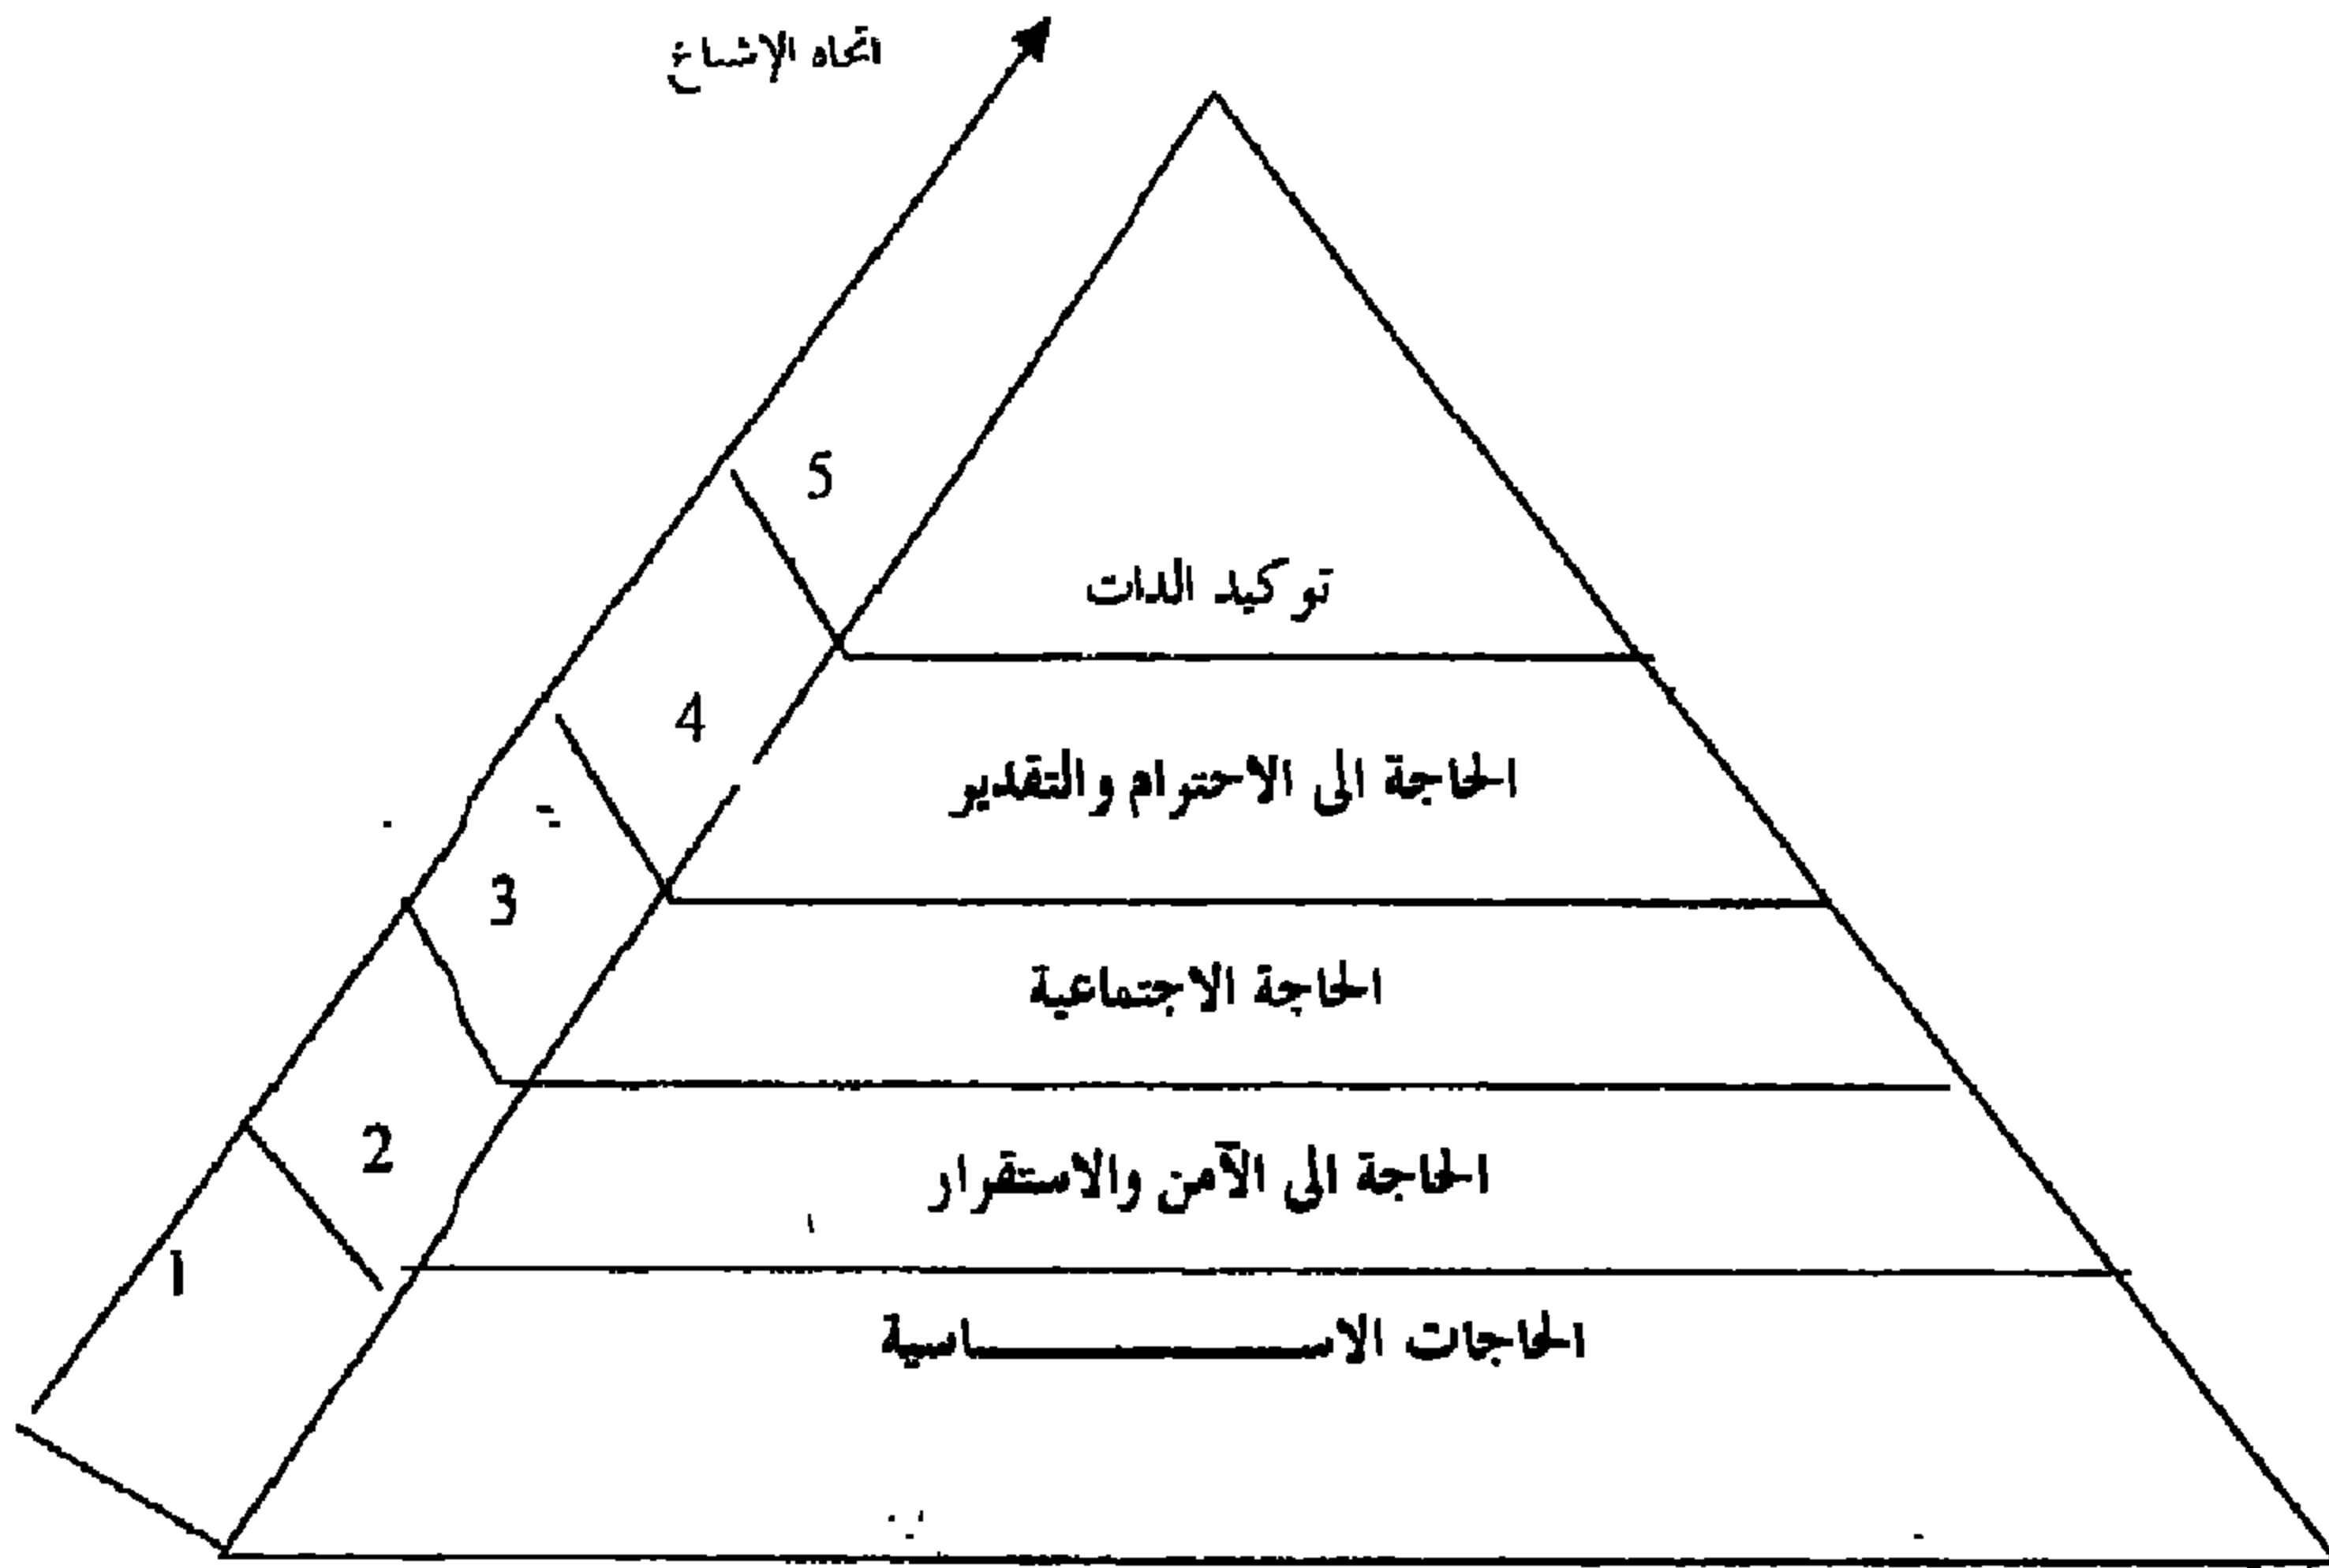 اتجاه الإشباع
5
توكيد الذات
4
الحاجة الى الاحترام والتقدير
3
الحاجة الاجتماعية
2
الحاجة الى الآمن والاستقرار
1
الحاجات الاســـــــــاسية